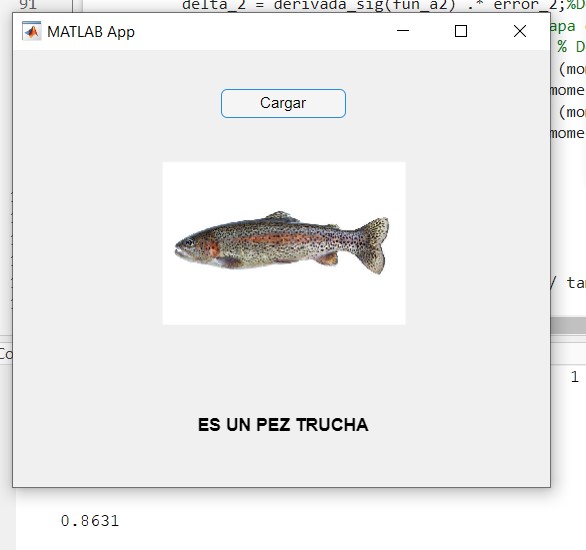 91
delta_2 = derivada_sig(fun_a2) .* error_2;%D
MATLAB App
apa
% D
(mo
mome
(mo
mome
Cargar
/ ta
Co
1
ES UN PEZ TRUCHA
0.8631